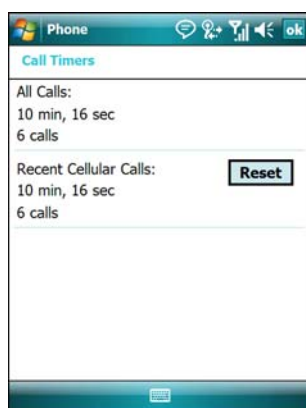 Phone
ok
Call Timers
All Calls:
10 min, 16 sec
6 calls
Recent Cellular Calls:
Reset
10 min, 16 sec
6 calls